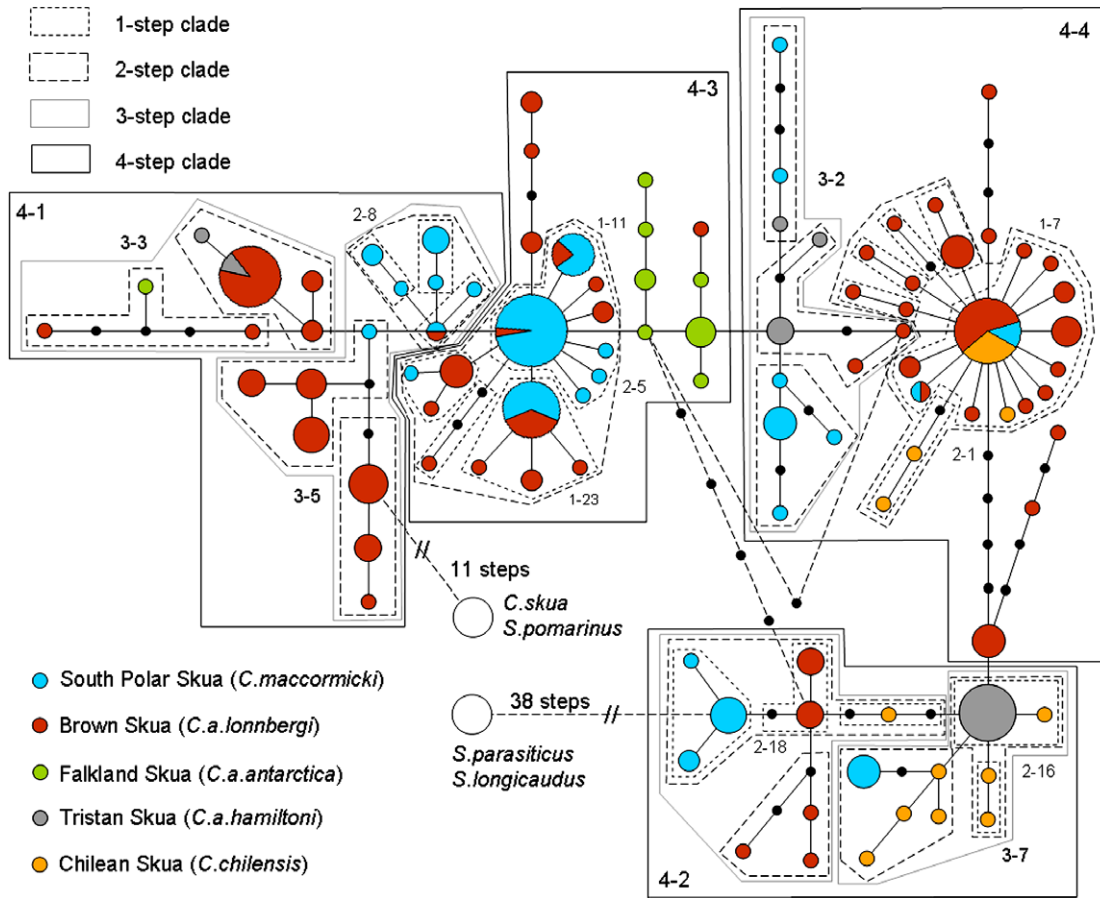 1-step clade
2-step clade
3-step clade
4-step clade
4-1
3-3
2-8
4-3
1-11
2-5
1-23
3-5
4-4
3-2
1-7
2-1
//
11 steps
C.skua
S.pomarinus
38 steps
//
S.parasiticus
S.longicaudus
South Polar Skua (C.maccormicki)
Brown Skua (C.a.lonnbergi)
Falkland Skua (C.a.antarctica)
Tristan Skua (C.a.hamiltoni)
Chilean Skua (C.chilensis)
2-18
2-16
3-7
4-2